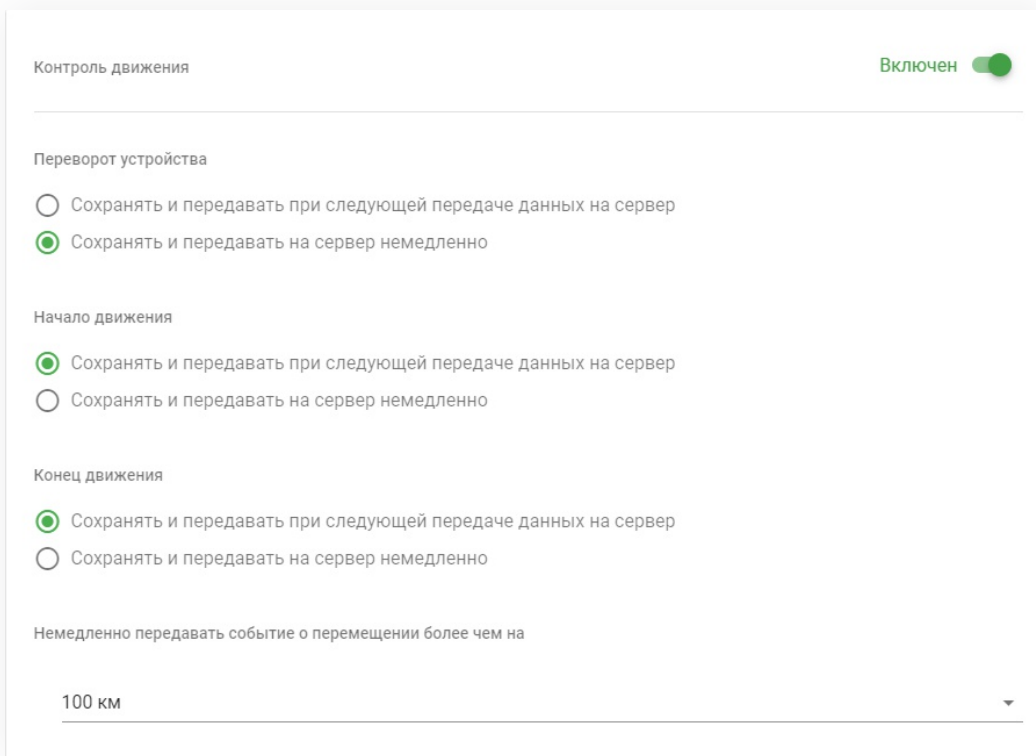 Контроль движения
Включен
Переворот устройства
Сохранять и передавать при следующей передаче данных на сервер
Сохранять и передавать на сервер немедленно
Начало движения
Сохранять и передавать при следующей передаче данных на сервер
Сохранять и передавать на сервер немедленно
Конец движения
Сохранять и передавать при следующей передаче данных на сервер
Сохранять и передавать на сервер немедленно
Немедленно передавать событие о перемещении более чем на
100 км